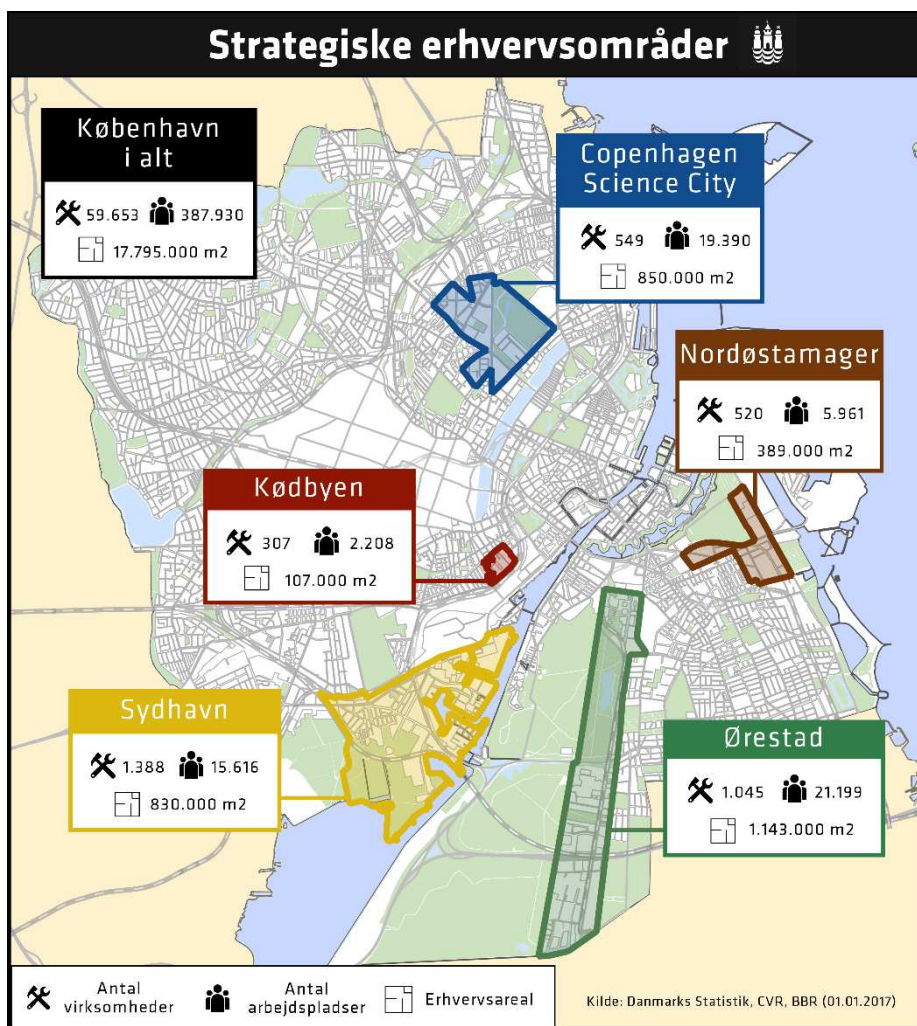 Strategiske erhvervsområder
København
i alt
59.653 387.930
17.795.000 m2
Copenhagen
Science City
549 19.390
850.000 m2
Nordøstamager
520 5.961
389.000 m2
Kødbyen
307 2.208
107.000 m2
Sydhavn
1.388 15.616
830.000 m2
Ørestad
1.045 21.199
1.143.000 m2
Antal
virksomheder
Antal
arbejdspladser
Erhvervsareal
Kilde: Danmarks Statistik, CVR, BBR (01.01.2017)